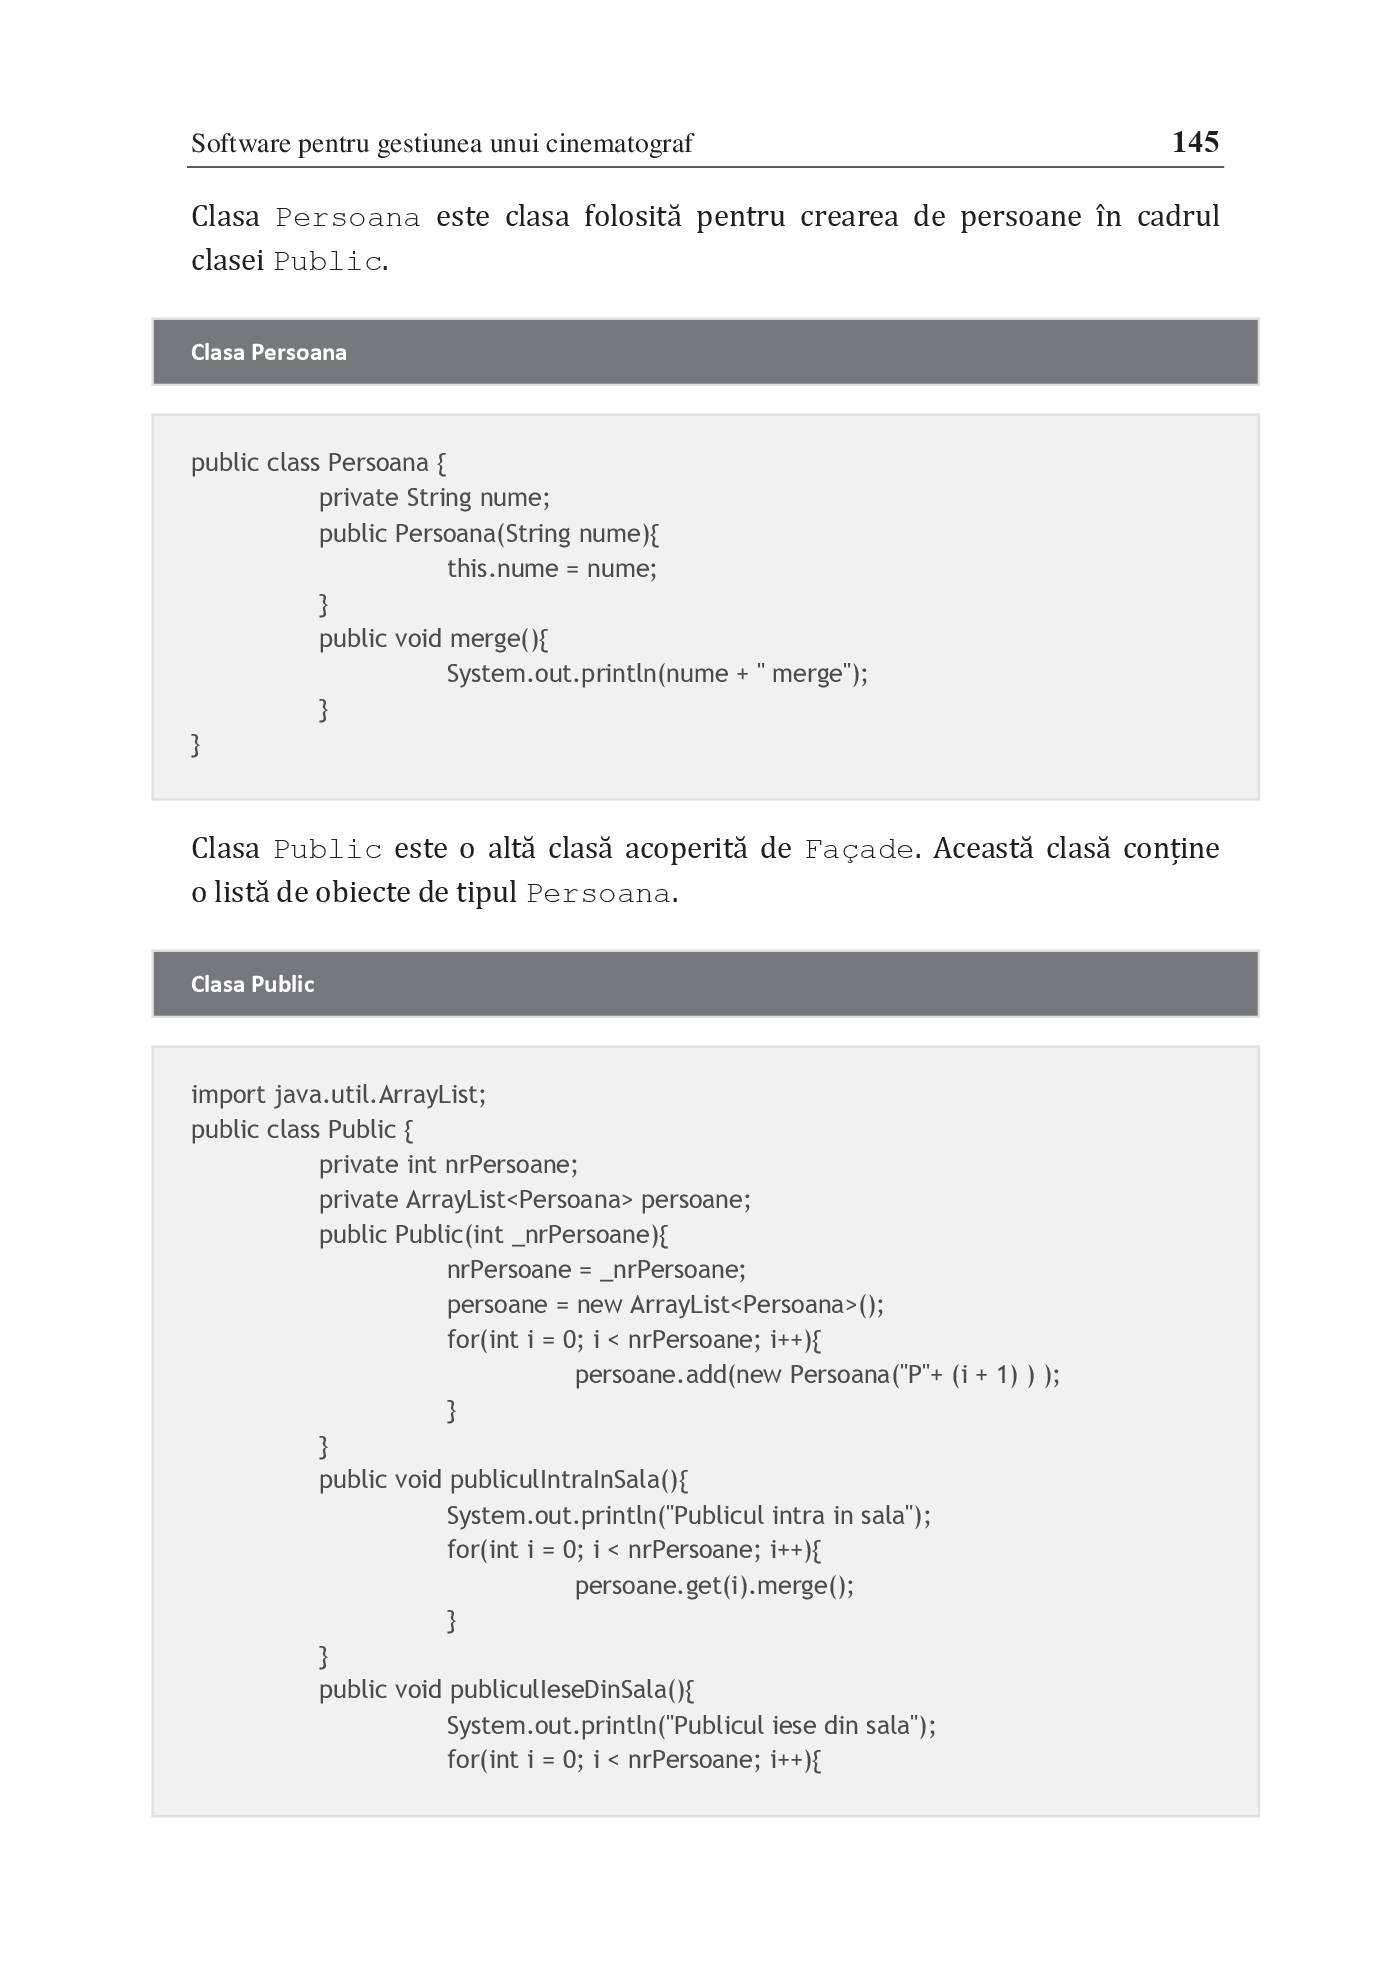 Software pentru gestiunea unui cinematograf 145
Clasa Persoana este clasa folosită pentru crearea de persoane în cadrul
clasei Public.
Clasa Persoana
public class Persoana {
private String nume;
public Persoana(String nume){
this.nume = nume;
}
public void merge(){
System.out.println(nume + " merge");
}
}
Clasa Public este o altă clasă acoperită de Façade. Această clasă conține
o listă de obiecte de tipul Persoana.
Clasa Public
import java.util.ArrayList;
public class Public {
private int nrPersoane;
private ArrayList<Persoana> persoane;
public Public(int _nrPersoane){
nrPersoane = _nrPersoane;
persoane = new ArrayList<Persoana>();
for(int i = 0; i < nrPersoane; i++){
persoane.add(new Persoana("P"+ (i + 1) ) );
}
}
public void publiculIntraInSala(){
System.out.println("Publicul intra in sala");
for(int i = 0; i < nrPersoane; i++){
persoane.get(i).merge();
}
}
public void publiculIeseDinSala(){
System.out.println("Publicul iese din sala");
for(int i = 0; i < nrPersoane; i++){